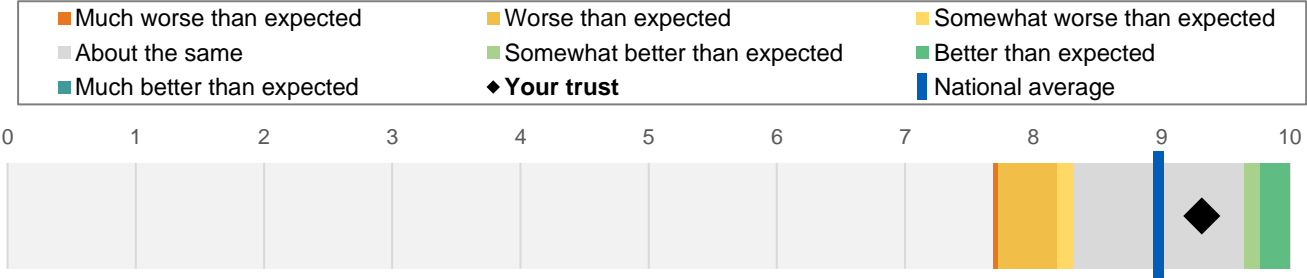 Much worse than expected Worse than expected Somewhat worse than expected
About the same Somewhat better than expected Better than expected
Much better than expected Your trust National average
0 1 2 3 4 5 6 7 8 9 10